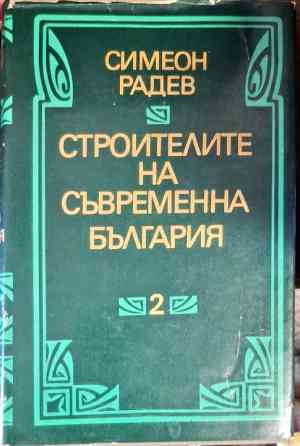 СИМЕОН
РАДЕВ
СТРОИТЕЛИТЕ
НА
СЪВРЕМЕННА
БЪЛГАРИЯ
2